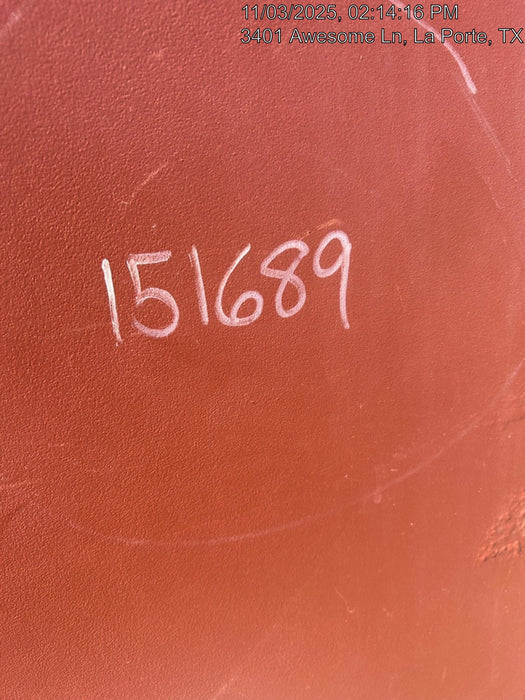 11/03/2025, 02:14:16 PM
3401 Awesome Ln, La Porte, TX
151689